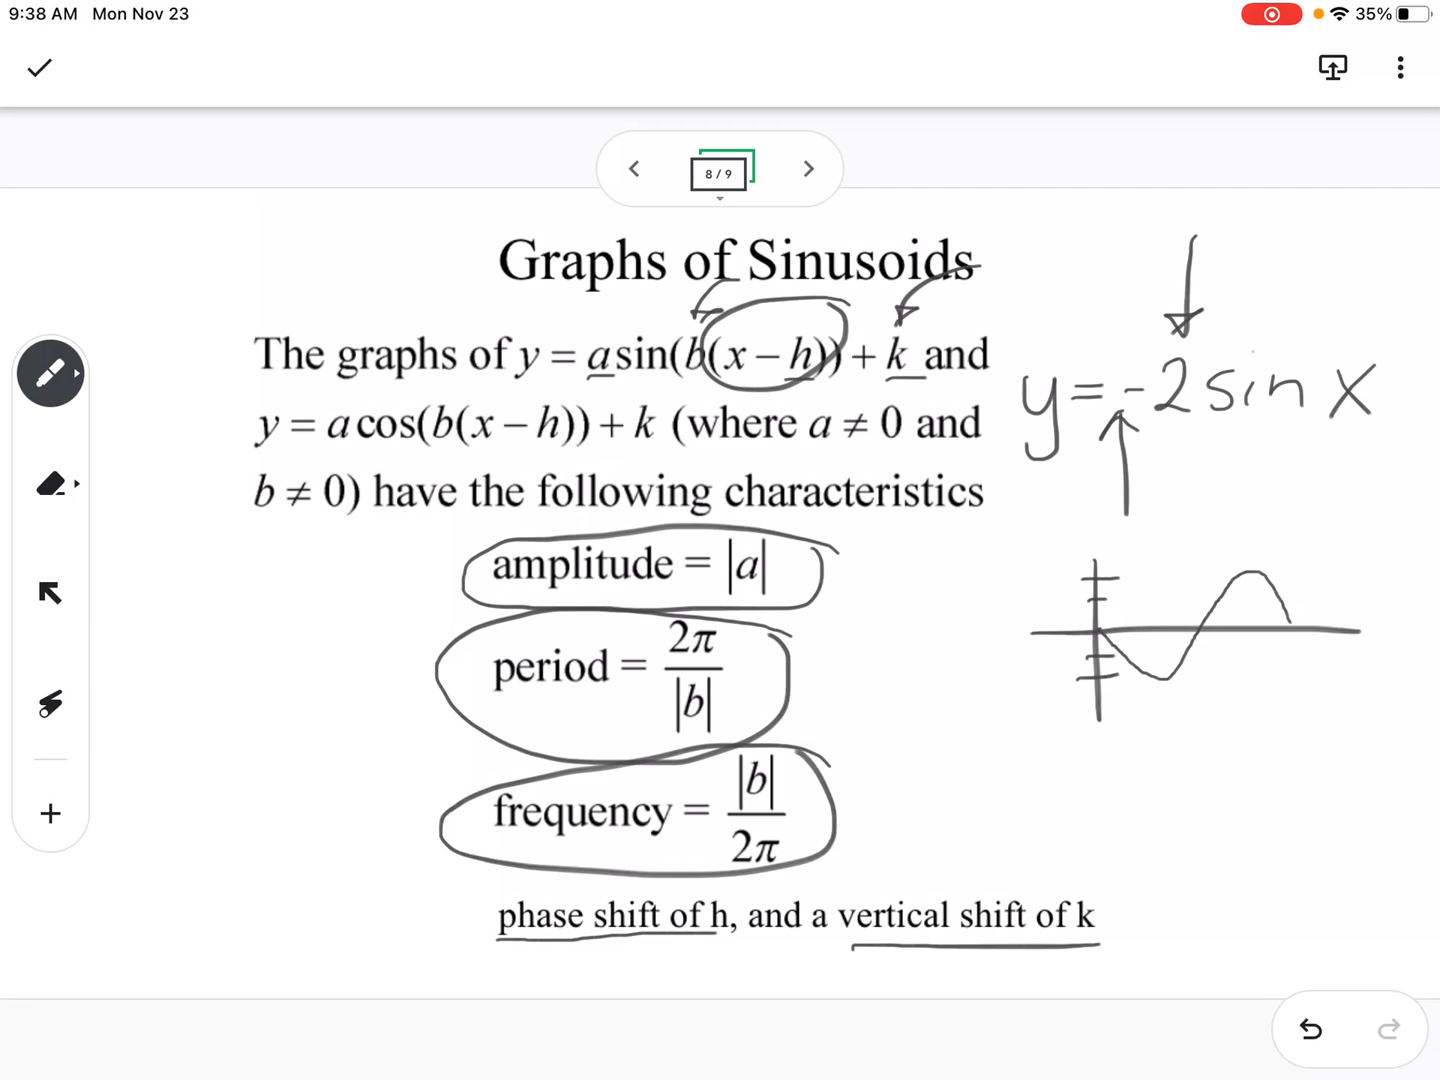 9:38 AM Mon Nov 23
35%
8 / 9
Graphs of Sinusoids
The graphs of y = a sin(b(x − h)) + k and
y = a cos(b(x − h)) + k (where a ≠ 0 and
b ≠ 0) have the following characteristics
amplitude = |a|
period = 2π / |b|
frequency = |b| / 2π
phase shift of h, and a vertical shift of k
y = -2 sin x